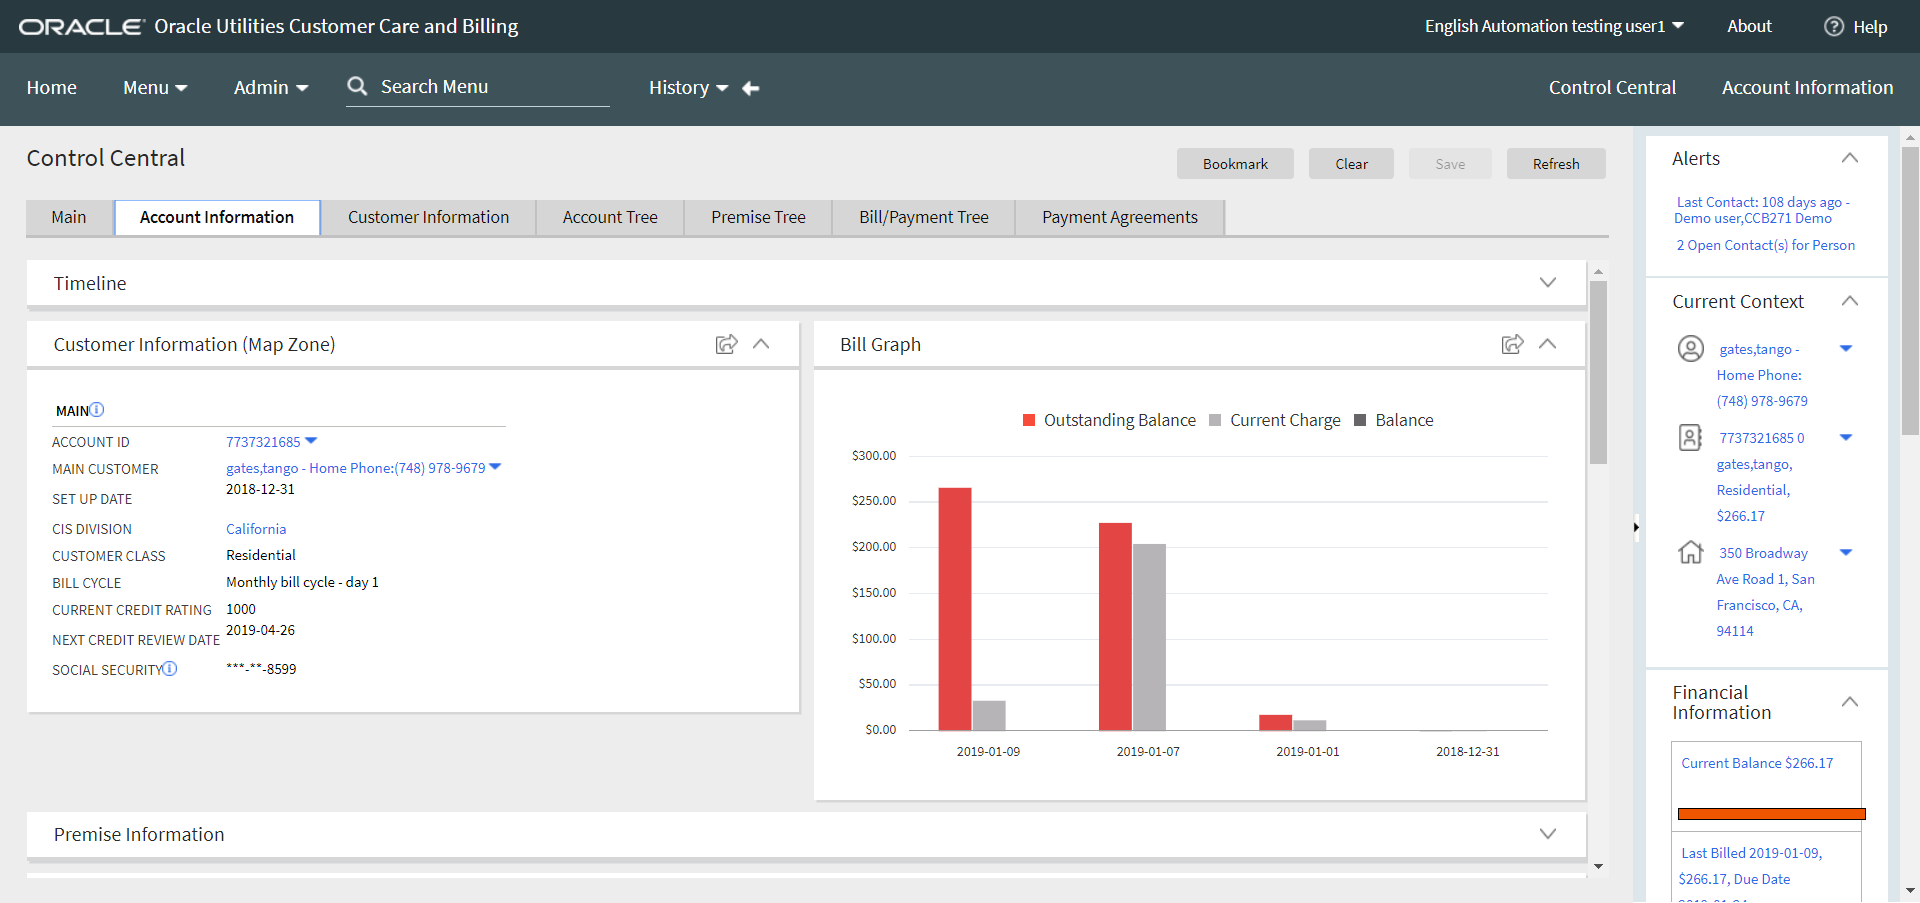 ORACLE Oracle Utilities Customer Care and Billing
English Automation testing user1
About
Help
Home
Menu
Admin
Search Menu
History
Control Central
Account Information
Control Central
Bookmark
Clear
Save
Refresh
Main
Account Information
Customer Information
Account Tree
Premise Tree
Bill/Payment Tree
Payment Agreements
Timeline
Customer Information (Map Zone)
MAIN
ACCOUNT ID 7737321685
MAIN CUSTOMER gates,tango - Home Phone:(748) 978-9679
SET UP DATE 2018-12-31
CIS DIVISION California
CUSTOMER CLASS Residential
BILL CYCLE Monthly bill cycle - day 1
CURRENT CREDIT RATING 1000
NEXT CREDIT REVIEW DATE 2019-04-26
SOCIAL SECURITY ***-**-8599
Bill Graph
Outstanding Balance Current Charge Balance
$300.00
$250.00
$200.00
$150.00
$100.00
$50.00
$0.00
2019-01-09 2019-01-07 2019-01-01 2018-12-31
Premise Information
Alerts
Last Contact: 108 days ago -
Demo user,CCB271 Demo
2 Open Contact(s) for Person
Current Context
gates,tango -
Home Phone:
(748) 978-9679
7737321685 0
gates,tango,
Residential,
$266.17
350 Broadway
Ave Road 1, San
Francisco, CA,
94114
Financial
Information
Current Balance $266.17
Last Billed 2019-01-09,
$266.17, Due Date